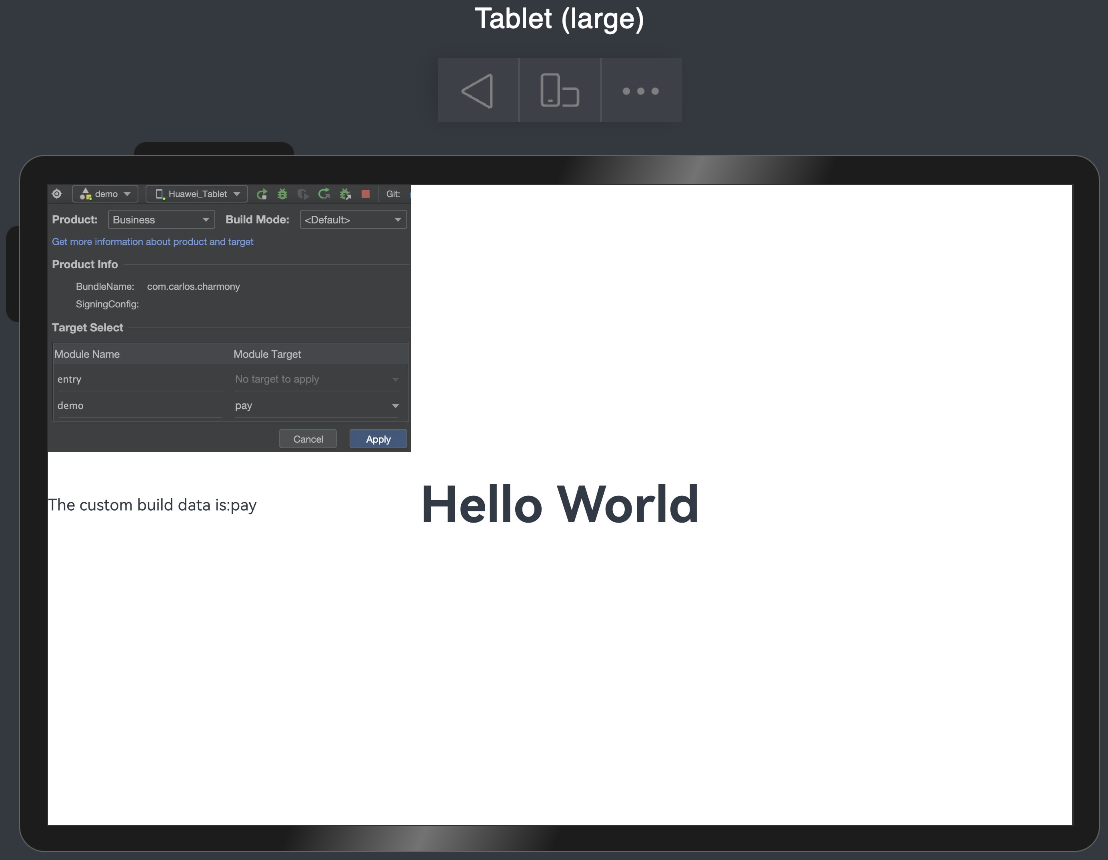 Tablet (large)
demo Huawei_Tablet Git:
Product: Business Build Mode: <Default>
Get more information about product and target
Product Info
BundleName: com.carlos.charmony
SigningConfig:
Target Select
Module Name Module Target
entry No target to apply
demo pay
Cancel Apply
The custom build data is:pay Hello World